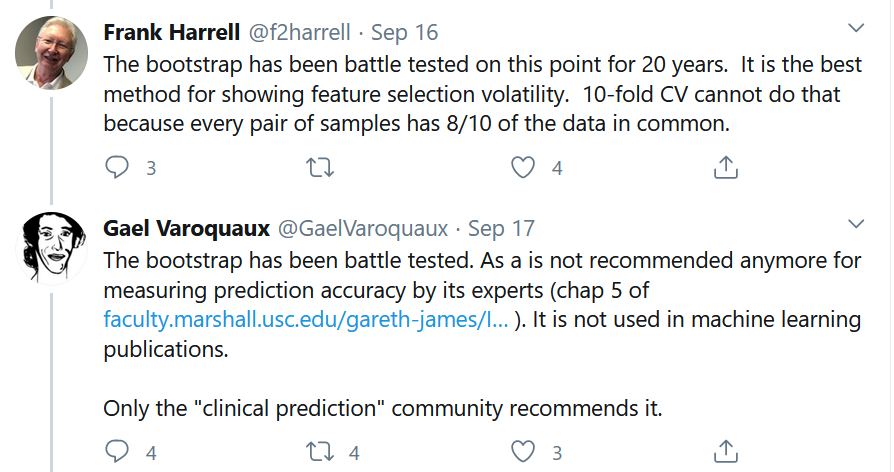 Frank Harrell @f2harrell · Sep 16
The bootstrap has been battle tested on this point for 20 years.  It is the best
method for showing feature selection volatility.  10-fold CV cannot do that
because every pair of samples has 8/10 of the data in common.
3 4
Gael Varoquaux @GaelVaroquaux · Sep 17
The bootstrap has been battle tested. As a is not recommended anymore for
measuring prediction accuracy by its experts (chap 5 of
faculty.marshall.usc.edu/gareth-james/I... ). It is not used in machine learning
publications.
Only the "clinical prediction" community recommends it.
4 4 3